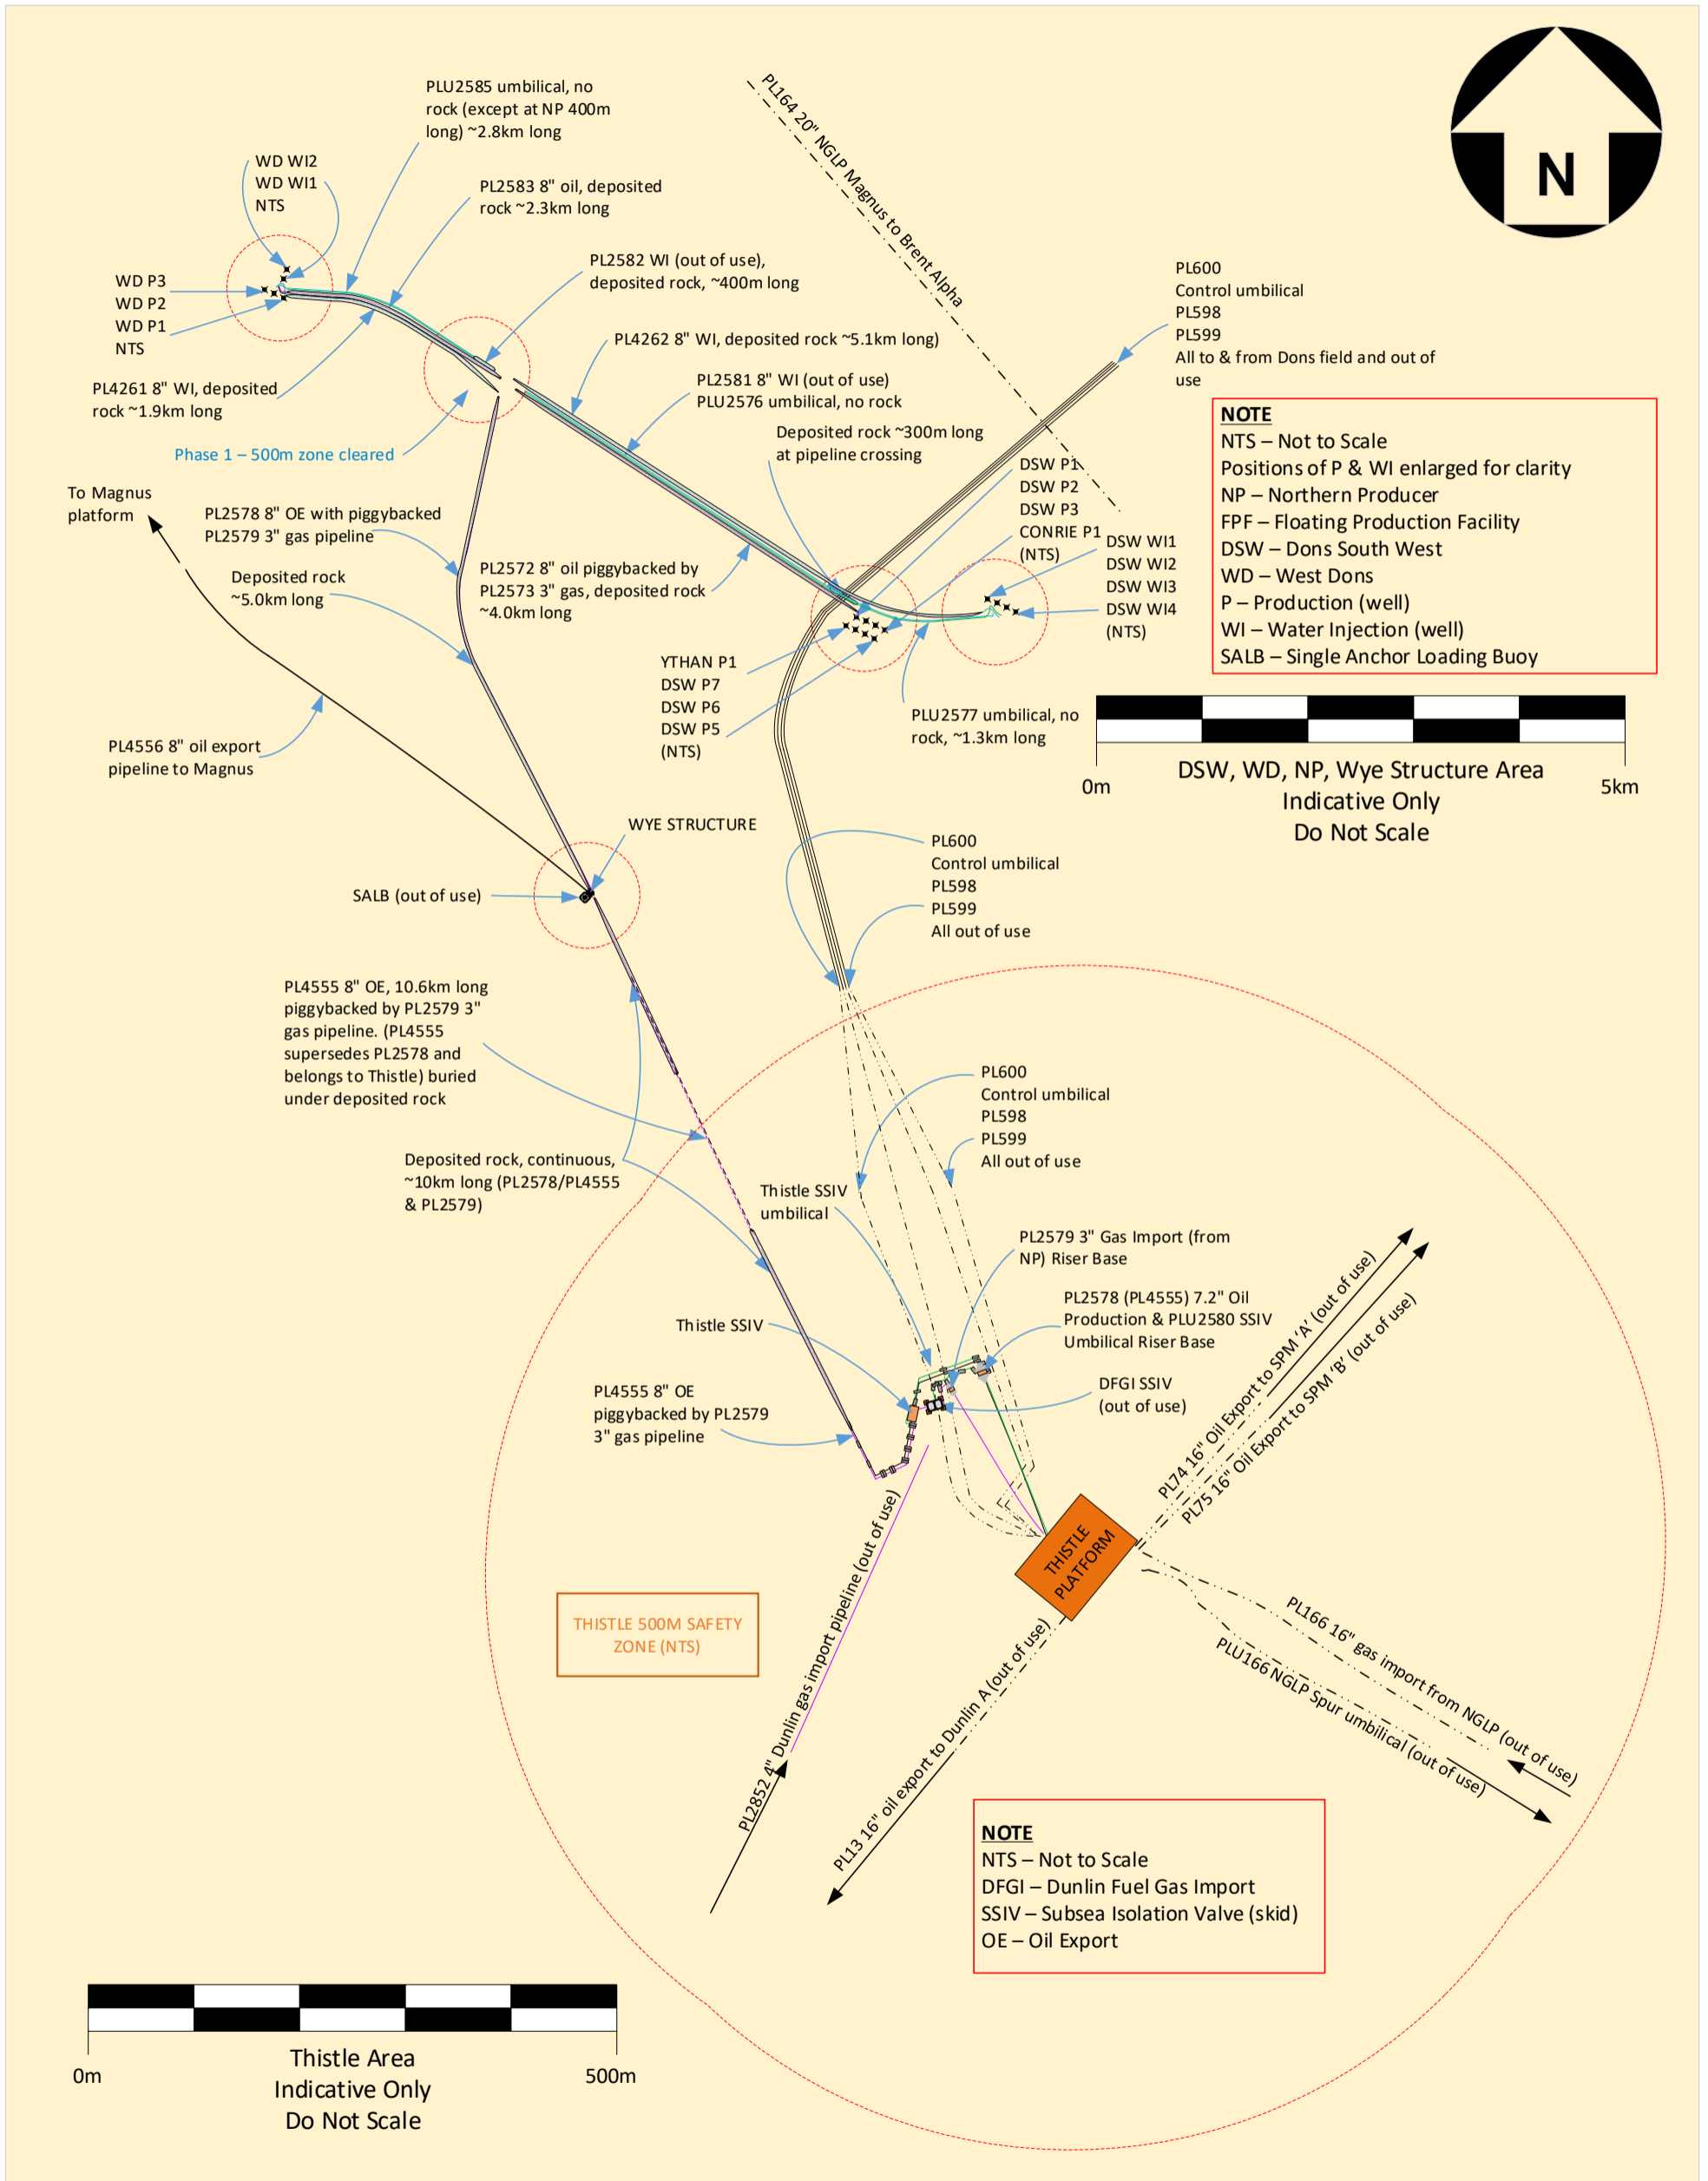 PLU2585 umbilical, no
rock (except at NP 400m
long) ~2.8km long
PL164 20" NGLP Magnus to Brent Alpha
N
WD WI2
WD WI1
NTS
PL2583 8" oil, deposited
rock ~2.3km long
PL2582 WI (out of use),
deposited rock, ~400m long
WD P3
WD P2
WD P1
NTS
PL600
Control umbilical
PL598
PL599
All to & from Dons field and out of
use
PL4262 8" WI, deposited rock ~5.1km long)
PL4261 8" WI, deposited
rock ~1.9km long
PL2581 8" WI (out of use)
PLU2576 umbilical, no rock
Deposited rock ~300m long
at pipeline crossing
Phase 1 – 500m zone cleared
NOTE
NTS – Not to Scale
Positions of P & WI enlarged for clarity
NP – Northern Producer
FPF – Floating Production Facility
DSW – Dons South West
WD – West Dons
P – Production (well)
WI – Water Injection (well)
SALB – Single Anchor Loading Buoy
DSW P1
DSW P2
DSW P3
CONRIE P1
(NTS)
DSW WI1
DSW WI2
DSW WI3
DSW WI4
(NTS)
To Magnus
platform
PL2578 8" OE with piggybacked
PL2579 3" gas pipeline
Deposited rock
~5.0km long
PL2572 8" oil piggybacked by
PL2573 3" gas, deposited rock
~4.0km long
YTHAN P1
DSW P7
DSW P6
DSW P5
(NTS)
PLU2577 umbilical, no
rock, ~1.3km long
0m
5km
DSW, WD, NP, Wye Structure Area
Indicative Only
Do Not Scale
PL4556 8" oil export
pipeline to Magnus
WYE STRUCTURE
SALB (out of use)
PL600
Control umbilical
PL598
PL599
All out of use
PL4555 8" OE, 10.6km long
piggybacked by PL2579 3"
gas pipeline. (PL4555
supersedes PL2578 and
belongs to Thistle) buried
under deposited rock
PL600
Control umbilical
PL598
PL599
All out of use
Deposited rock, continuous,
~10km long (PL2578/PL4555
& PL2579)
Thistle SSIV
umbilical
PL2579 3" Gas Import (from
NP) Riser Base
PL2578 (PL4555) 7.2" Oil
Production & PLU2580 SSIV
Umbilical Riser Base
Thistle SSIV
DFGI SSIV
(out of use)
PL4555 8" OE
piggybacked by PL2579
3" gas pipeline
PL74 16" Oil Export to SPM ‘A’ (out of use)
PL75 16" Oil Export to SPM ‘B’ (out of use)
THISTLE
PLATFORM
PL2852 4" Dunlin gas import pipeline (out of use)
THISTLE 500M SAFETY
ZONE (NTS)
PL13 16" oil export to Dunlin A (out of use)
PL166 16" gas import from NGLP (out of use)
PLU166 NGLP Spur umbilical (out of use)
NOTE
NTS – Not to Scale
DFGI – Dunlin Fuel Gas Import
SSIV – Subsea Isolation Valve (skid)
OE – Oil Export
0m
500m
Thistle Area
Indicative Only
Do Not Scale